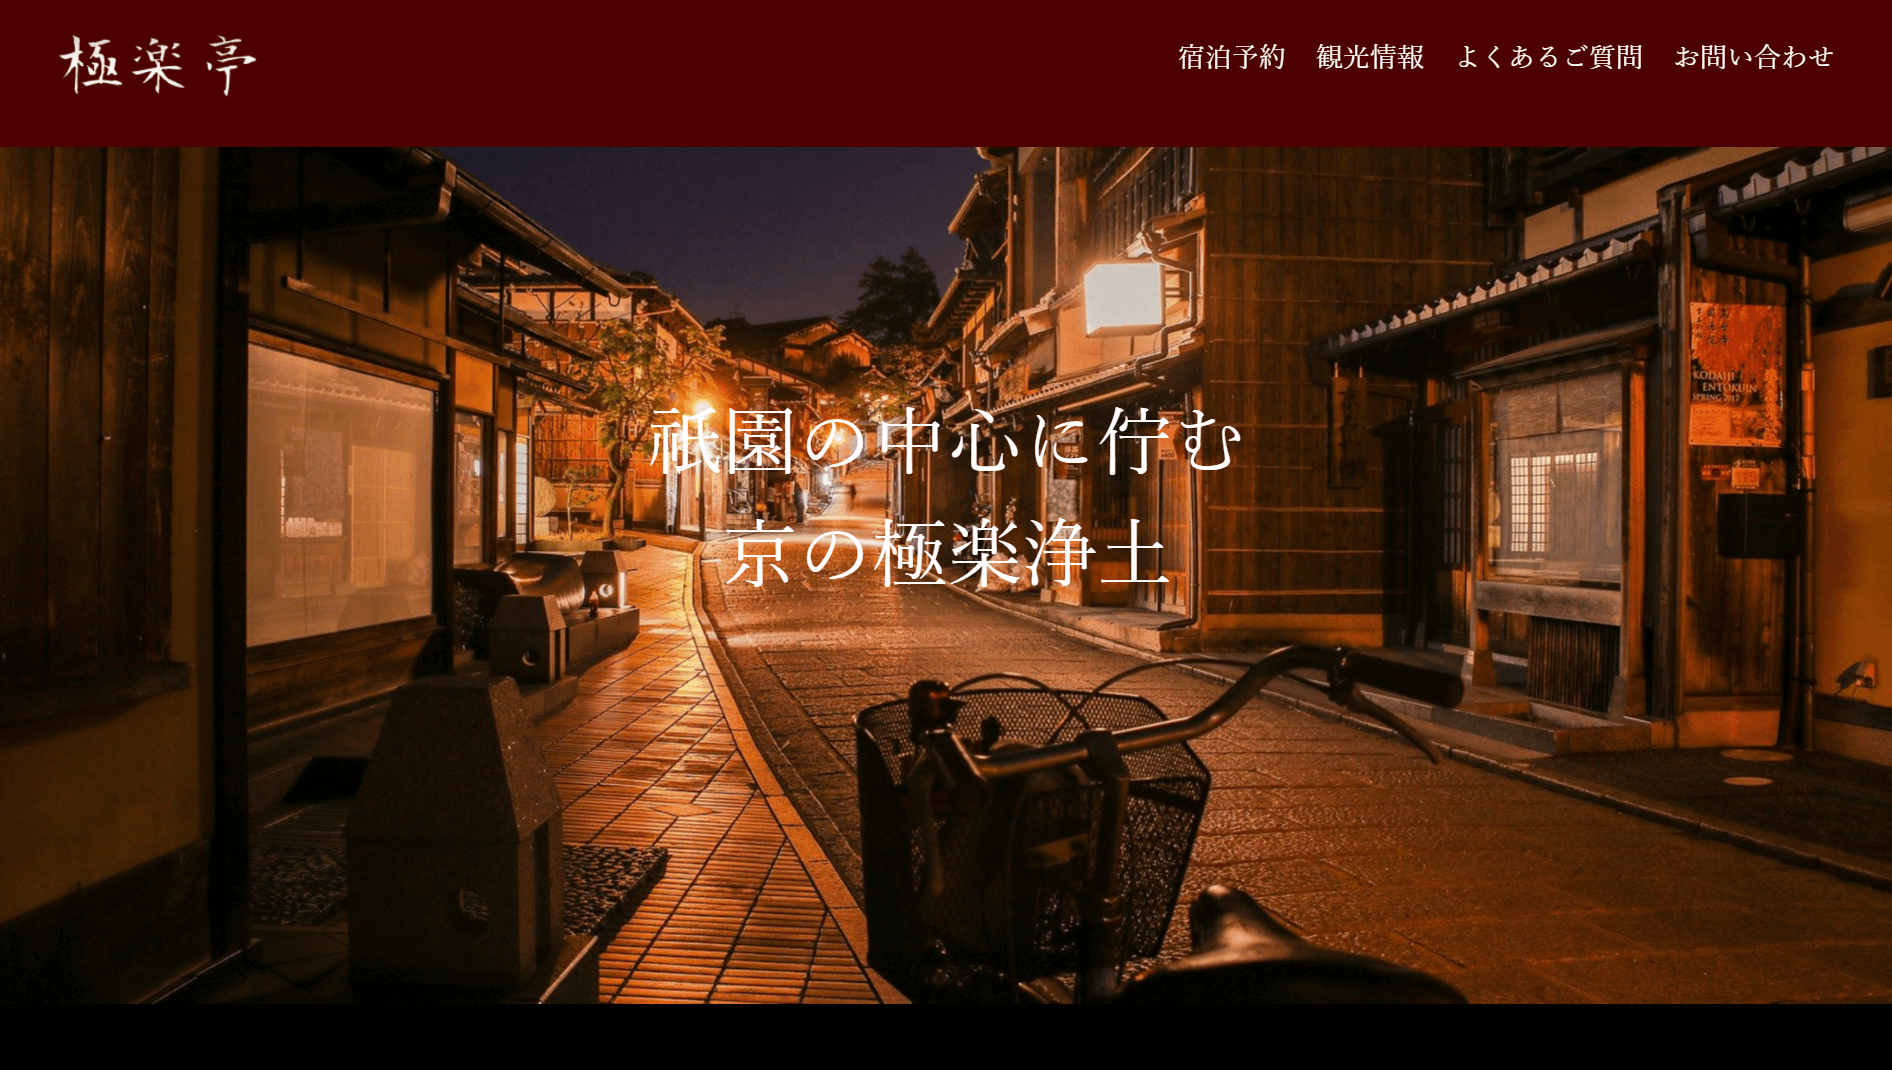 極楽亭
宿泊予約 観光情報 よくあるご質問 お問い合わせ
祇園の中心に佇む
京の極楽浄土
KODAIJI
ENTOKUIN
SPRING 2017